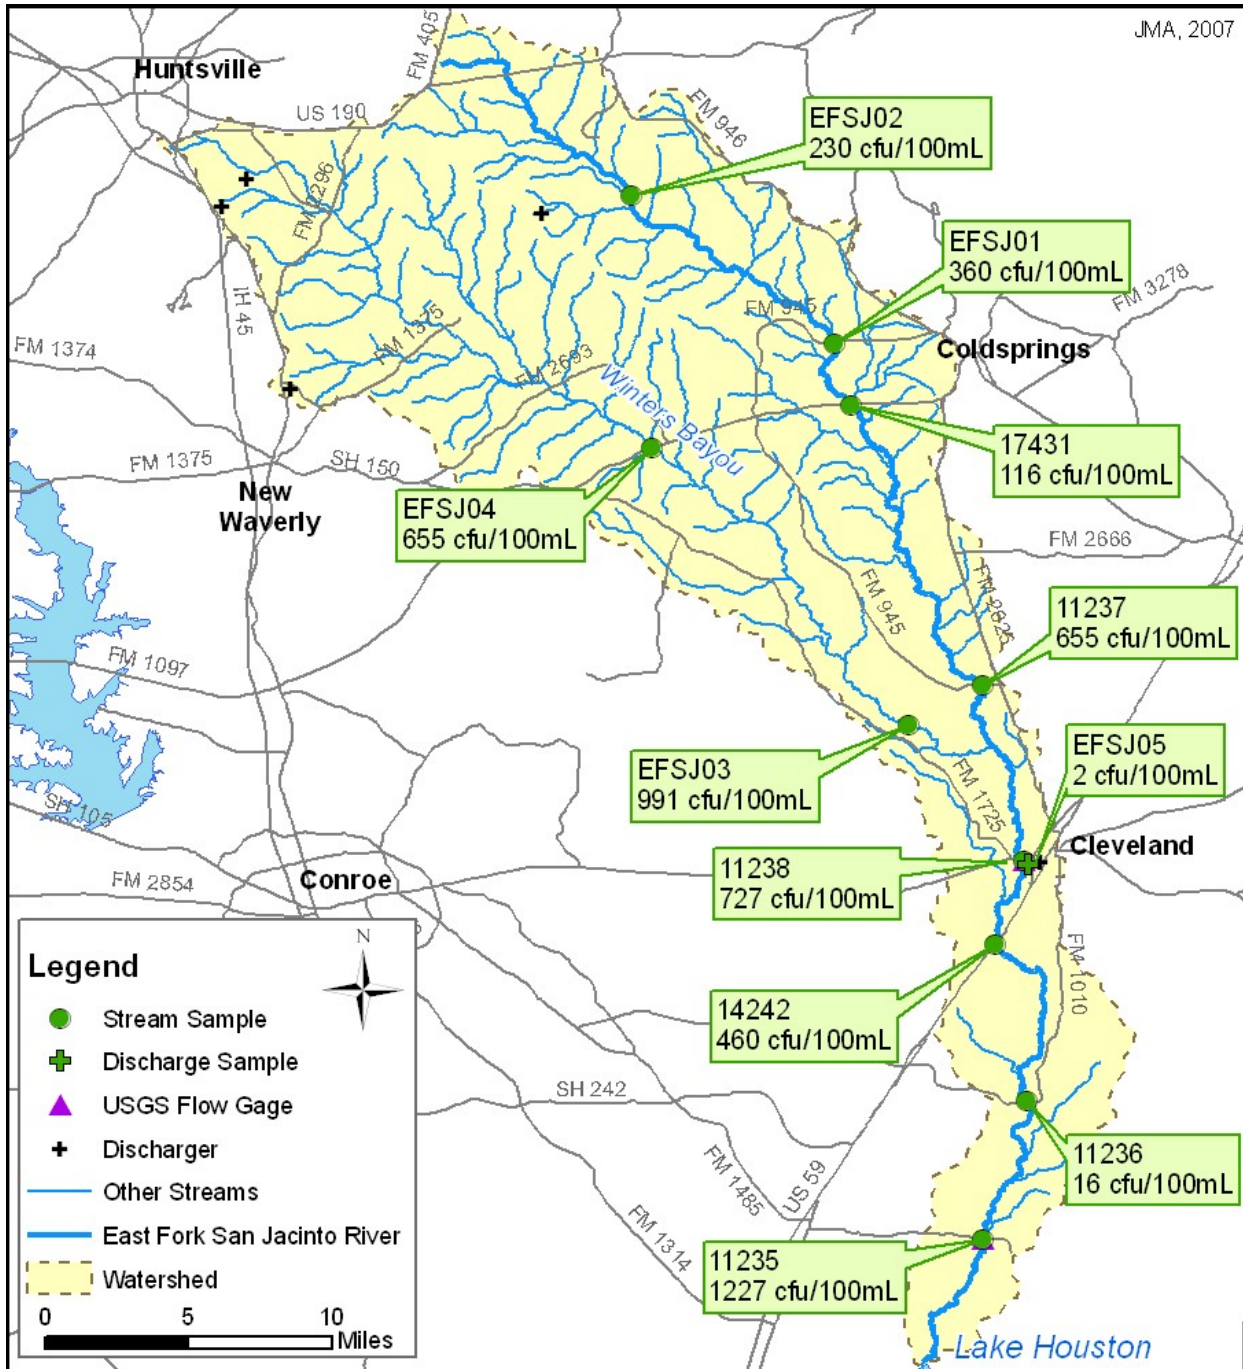 JMA, 2007
FM 405
Huntsville
US 190
FM 946
EFSJ02
230 cfu/100mL
FM 2296
EFSJ01
360 cfu/100mL
FM 3278
IH 45
FM 945
FM 1374
FM 1375
FM 2693
Coldsprings
Winters Bayou
17431
116 cfu/100mL
FM 1375
SH 150
New
Waverly
EFSJ04
655 cfu/100mL
FM 2666
FM 945
FM 2025
11237
655 cfu/100mL
FM 1097
EFSJ05
2 cfu/100mL
EFSJ03
991 cfu/100mL
FM 1725
SH 105
Cleveland
FM 2854
Conroe
11238
727 cfu/100mL
FM 1010
14242
460 cfu/100mL
SH 242
11236
16 cfu/100mL
FM 1485
US 59
FM 1314
11235
1227 cfu/100mL
Lake Houston
N
Legend
Stream Sample
Discharge Sample
USGS Flow Gage
Discharger
Other Streams
East Fork San Jacinto River
Watershed
0 5 10
Miles